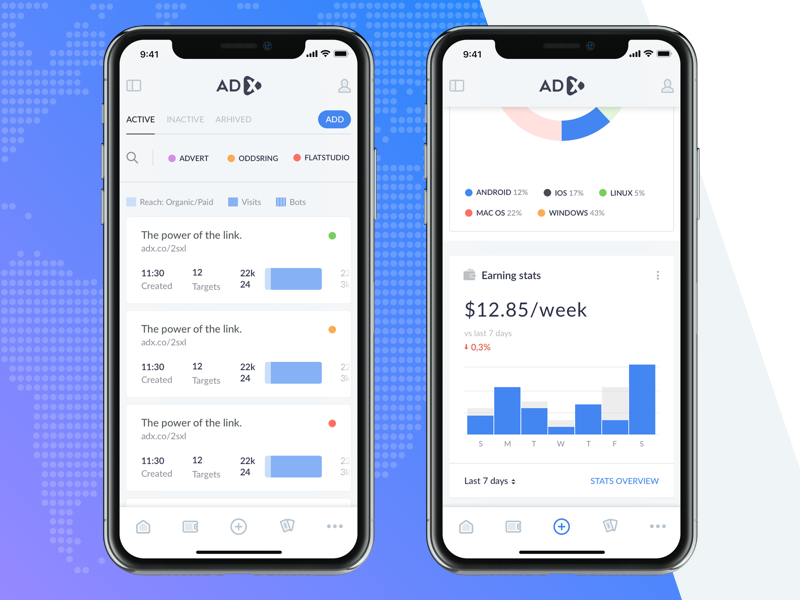 9:41
ADX
ACTIVE INACTIVE ARHIVED ADD
ADVERT ODDSRING FLATSTUDIO
Reach: Organic/Paid Visits Bots
The power of the link.
adx.co/2sxl
11:30 12 22k
Created Targets 24
The power of the link.
adx.co/2sxl
11:30 12 22k
Created Targets 24
The power of the link.
adx.co/2sxl
11:30 12 22k
Created Targets 24
9:41
ADX
ANDROID 12% IOS 17% LINUX 5%
MAC OS 22% WINDOWS 43%
Earning stats
$12.85/week
vs last 7 days
0,3%
S M T W T F S
Last 7 days STATS OVERVIEW